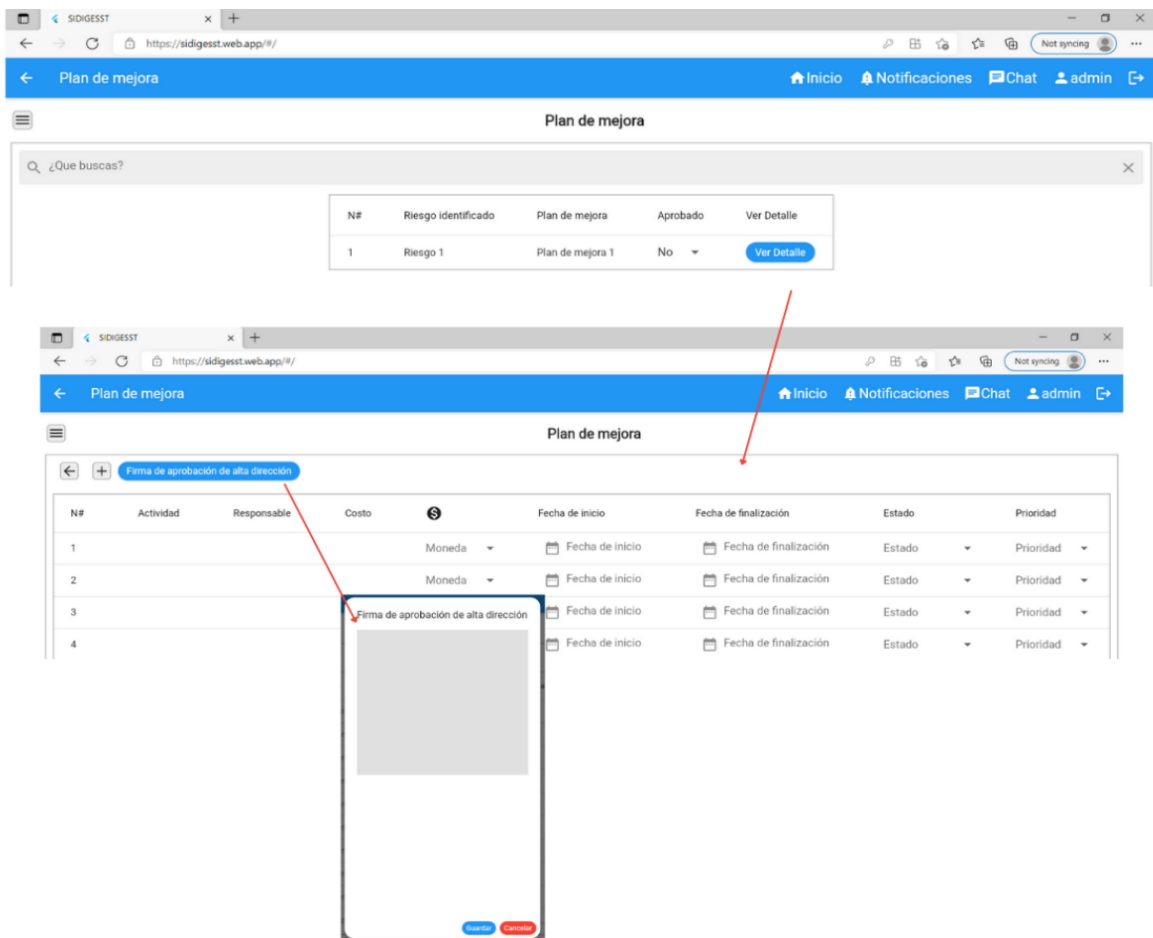 SIDIGESST
https://sidigesst.web.app/#/
Not syncing
Plan de mejora
Inicio Notificaciones Chat admin
Plan de mejora
¿Que buscas?
N# Riesgo identificado Plan de mejora Aprobado Ver Detalle
1 Riesgo 1 Plan de mejora 1 No Ver Detalle
SIDIGESST
https://sidigesst.web.app/#/
Not syncing
Plan de mejora
Inicio Notificaciones Chat admin
Plan de mejora
Firma de aprobación de alta dirección
N# Actividad Responsable Costo Fecha de inicio Fecha de finalización Estado Prioridad
1 Moneda Fecha de inicio Fecha de finalización Estado Prioridad
2 Moneda Fecha de inicio Fecha de finalización Estado Prioridad
3 Fecha de inicio Fecha de finalización Estado Prioridad
4 Fecha de inicio Fecha de finalización Estado Prioridad
Firma de aprobación de alta dirección
Guardar Cancelar